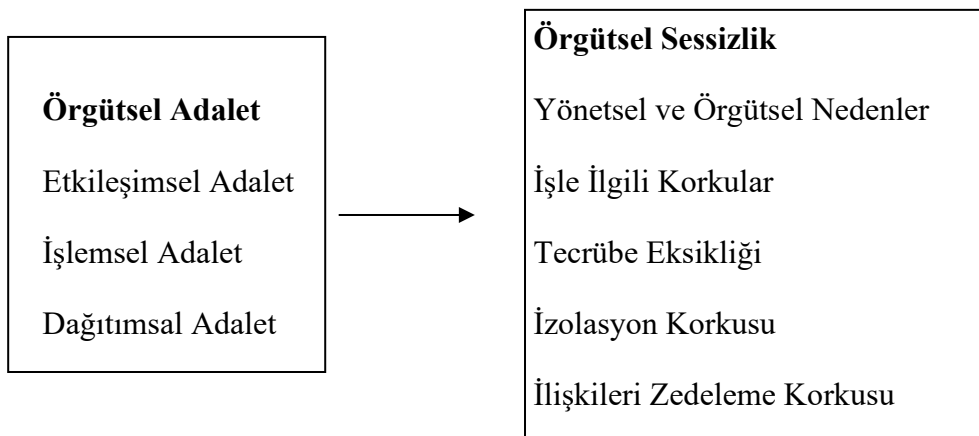 Örgütsel Adalet
Etkileşimsel Adalet
İşlemsel Adalet
Dağıtımsal Adalet
Örgütsel Sessizlik
Yönetsel ve Örgütsel Nedenler
İşle İlgili Korkular
Tecrübe Eksikliği
İzolasyon Korkusu
İlişkileri Zedeleme Korkusu